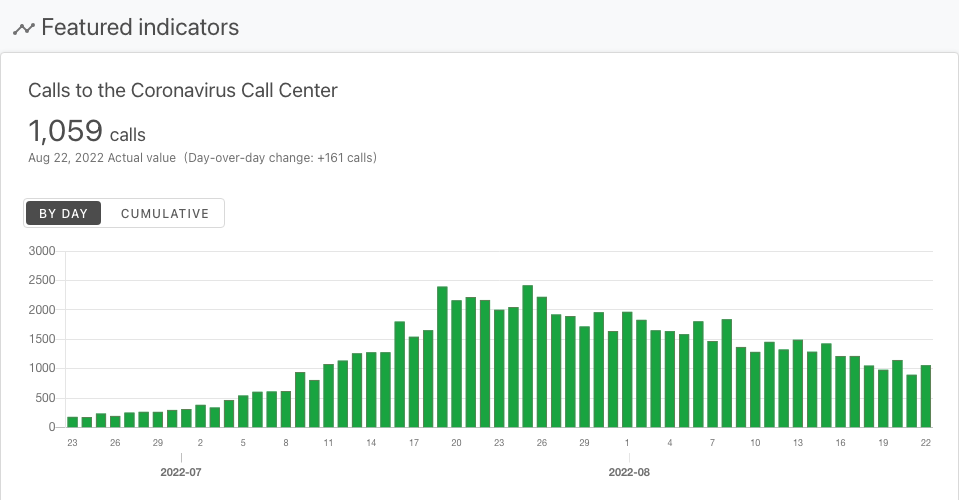 Featured indicators
Calls to the Coronavirus Call Center
1,059 calls
Aug 22, 2022 Actual value (Day-over-day change: +161 calls)
BY DAY CUMULATIVE
3000
2500
2000
1500
1000
500
0
23 26 29 2 5 8 11 14 17 20 23 26 29 1 4 7 10 13 16 19 22
2022-07 2022-08